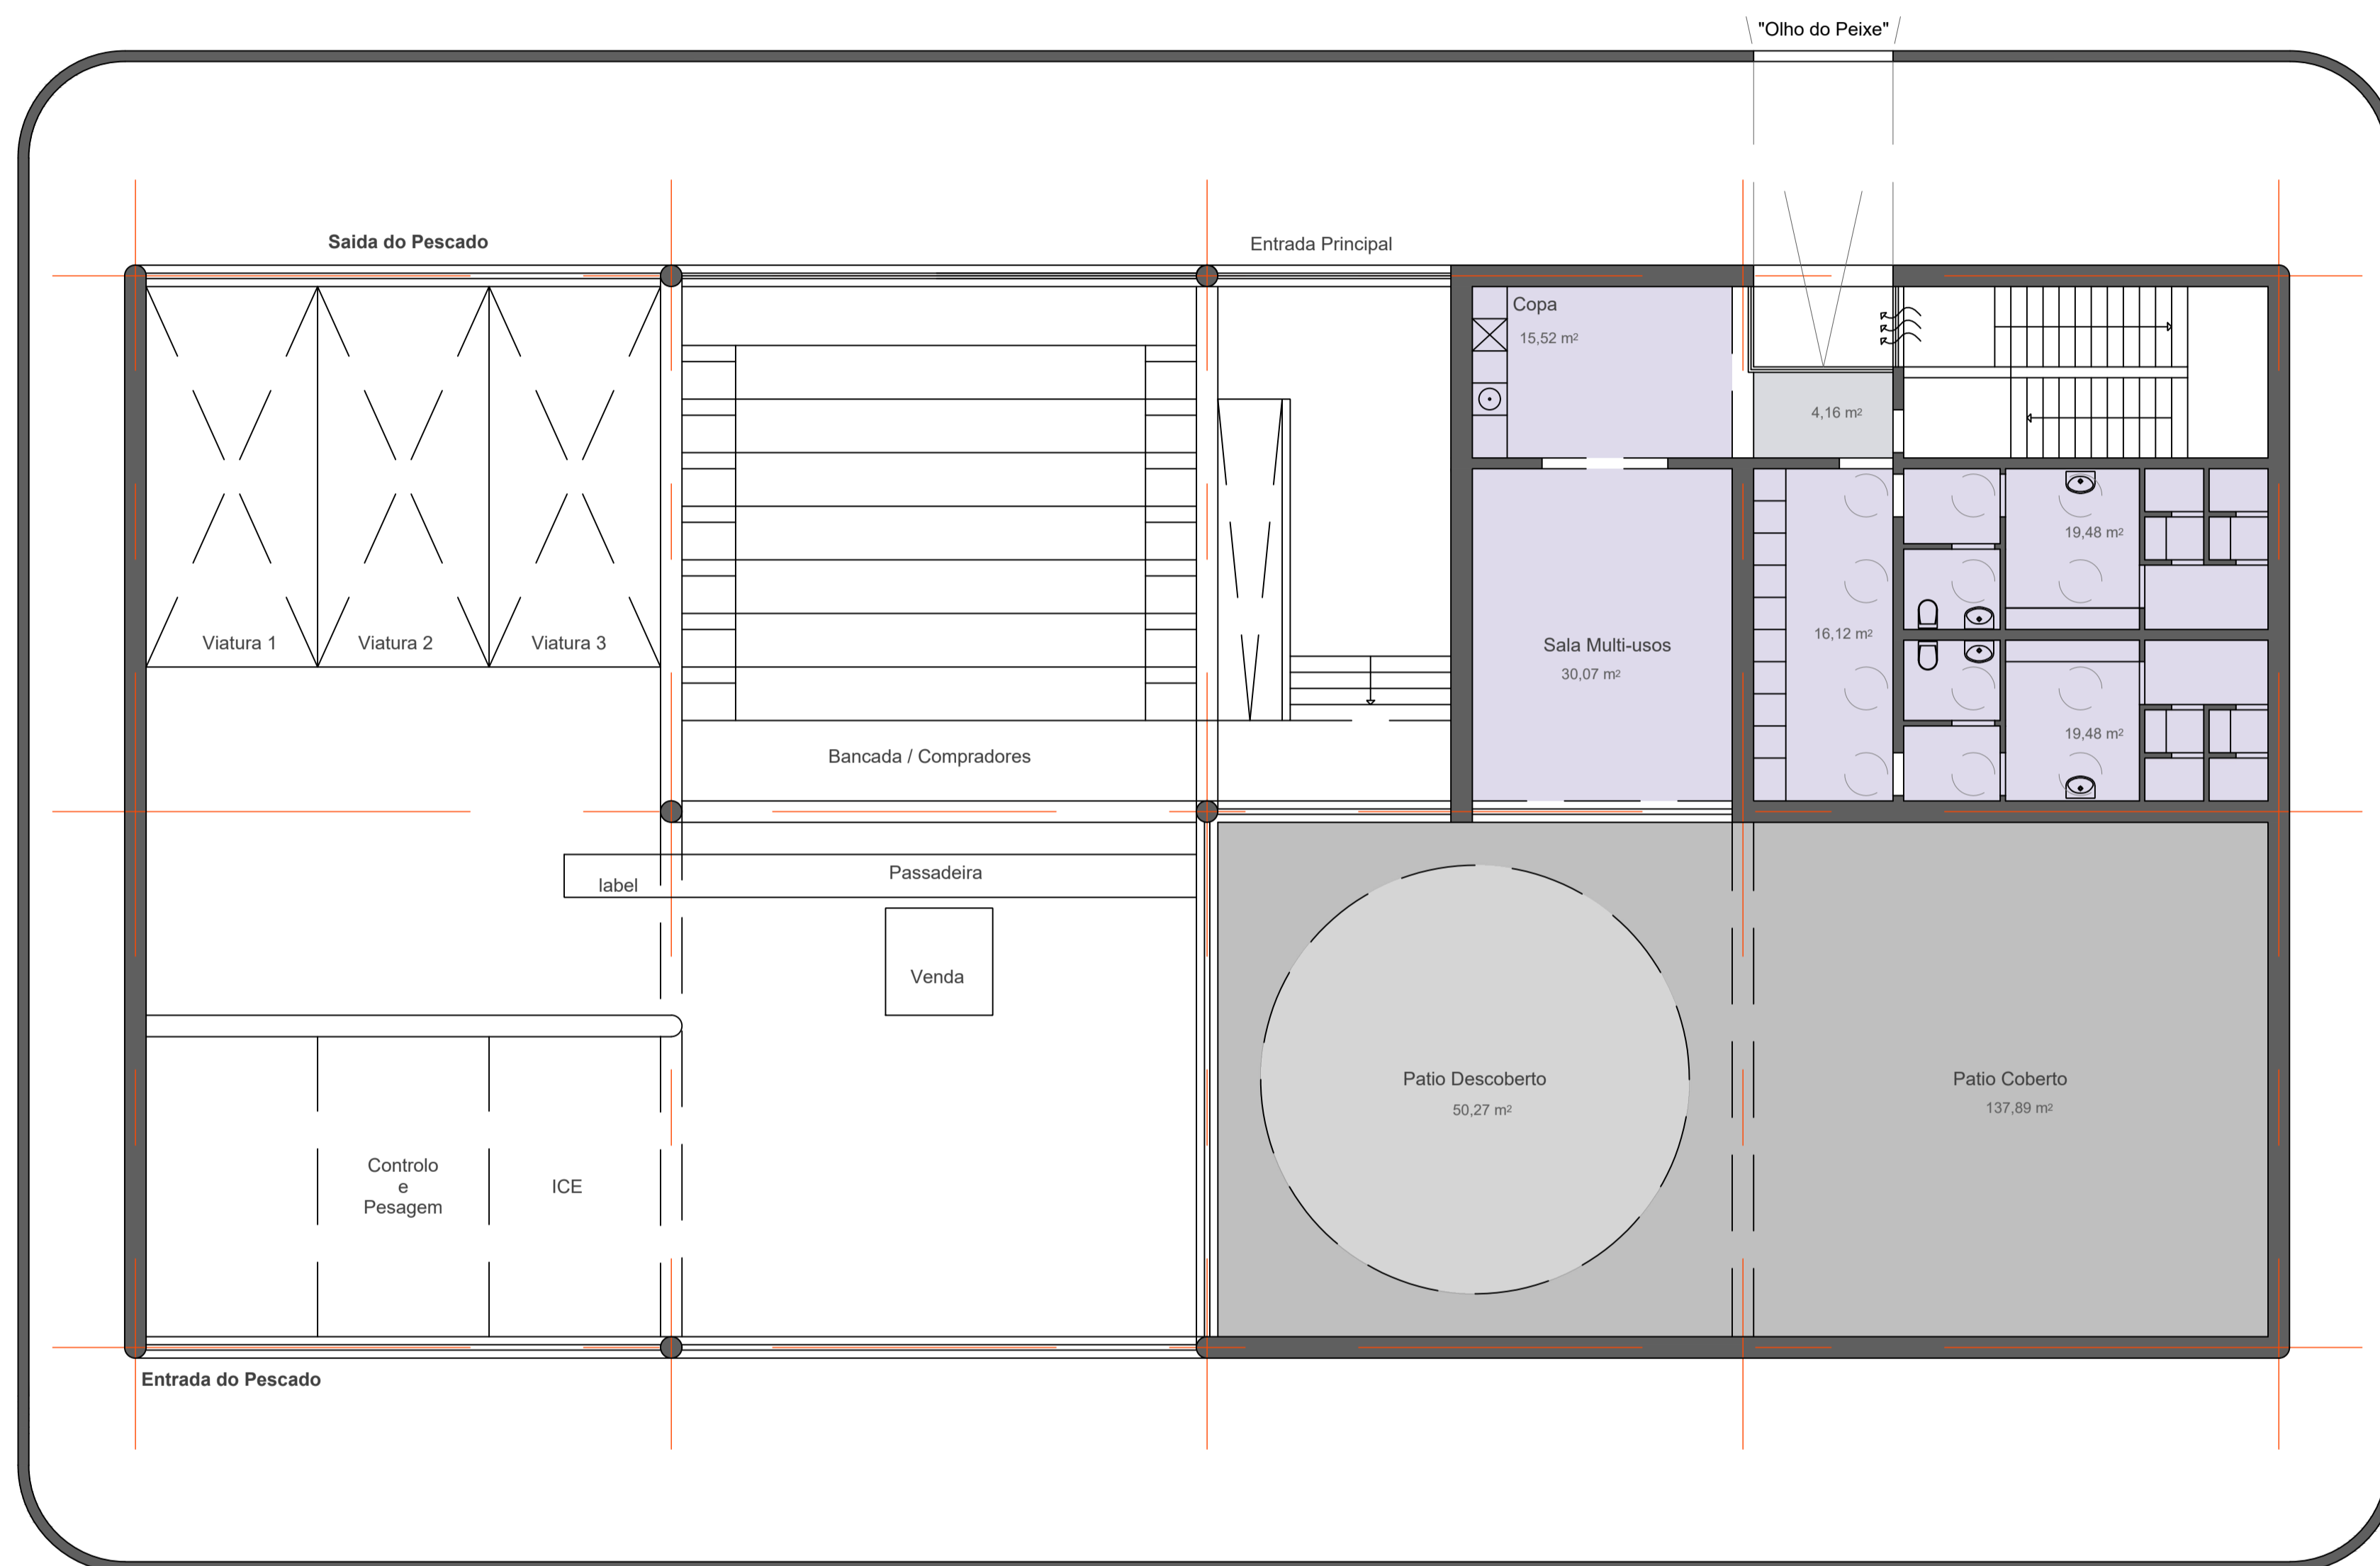 "Olho do Peixe"
Saida do Pescado
Entrada Principal
Copa
15,52 m²
4,16 m²
19,48 m²
Viatura 1
Viatura 2
Viatura 3
Sala Multi-usos
30,07 m²
16,12 m²
19,48 m²
Bancada / Compradores
Passadeira
label
Venda
Patio Descoberto
50,27 m²
Patio Coberto
137,89 m²
Controlo
e
Pesagem
ICE
Entrada do Pescado